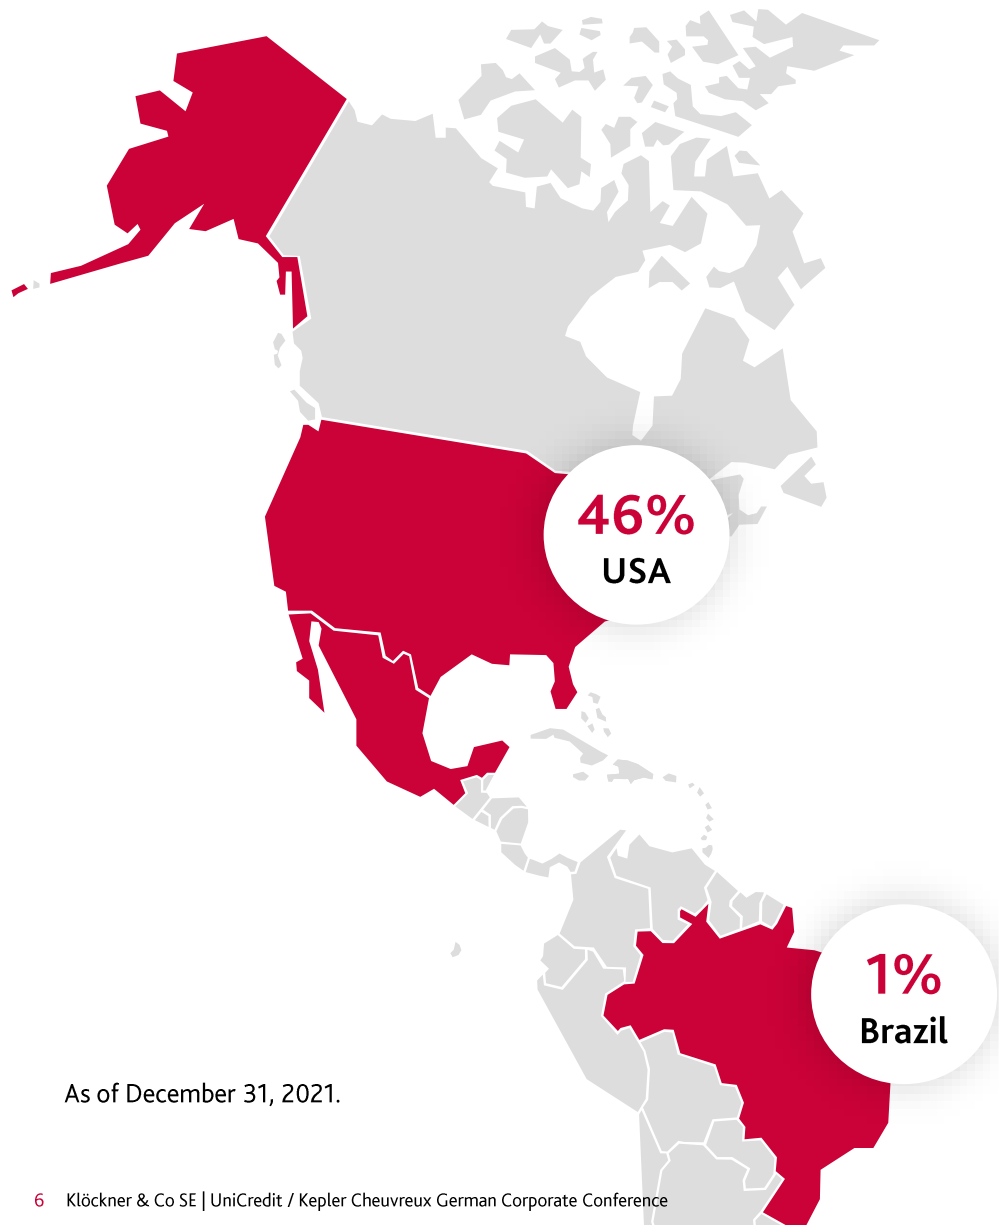 46%
USA
1%
Brazil
As of December 31, 2021.
6 Klöckner & Co SE | UniCredit / Kepler Cheuvreux German Corporate Conference